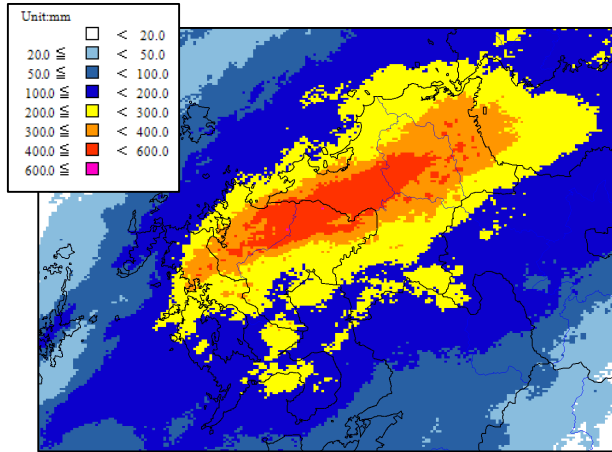 Unit:mm
< 20.0
20.0 ≦ < 50.0
50.0 ≦ < 100.0
100.0 ≦ < 200.0
200.0 ≦ < 300.0
300.0 ≦ < 400.0
400.0 ≦ < 600.0
600.0 ≦